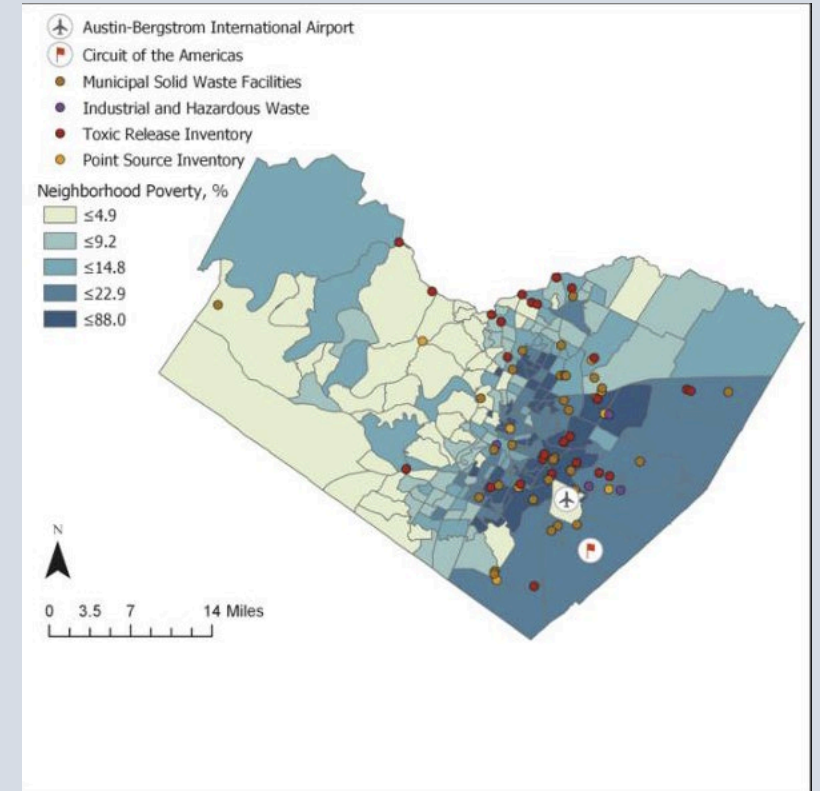 Austin-Bergstrom International Airport
Circuit of the Americas
Municipal Solid Waste Facilities
Industrial and Hazardous Waste
Toxic Release Inventory
Point Source Inventory
Neighborhood Poverty, %
≤4.9
≤9.2
≤14.8
≤22.9
≤88.0
N
0 3.5 7 14 Miles